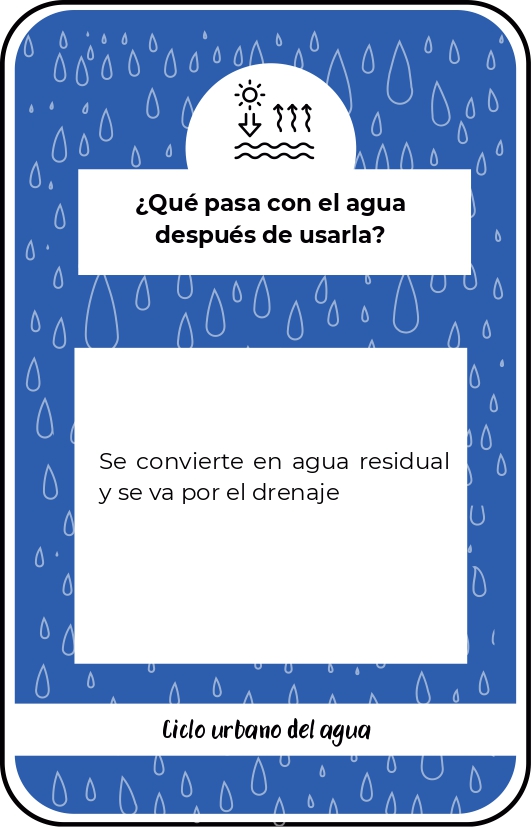 ¿Qué pasa con el agua
después de usarla?
Se convierte en agua residual
y se va por el drenaje
Ciclo urbano del agua